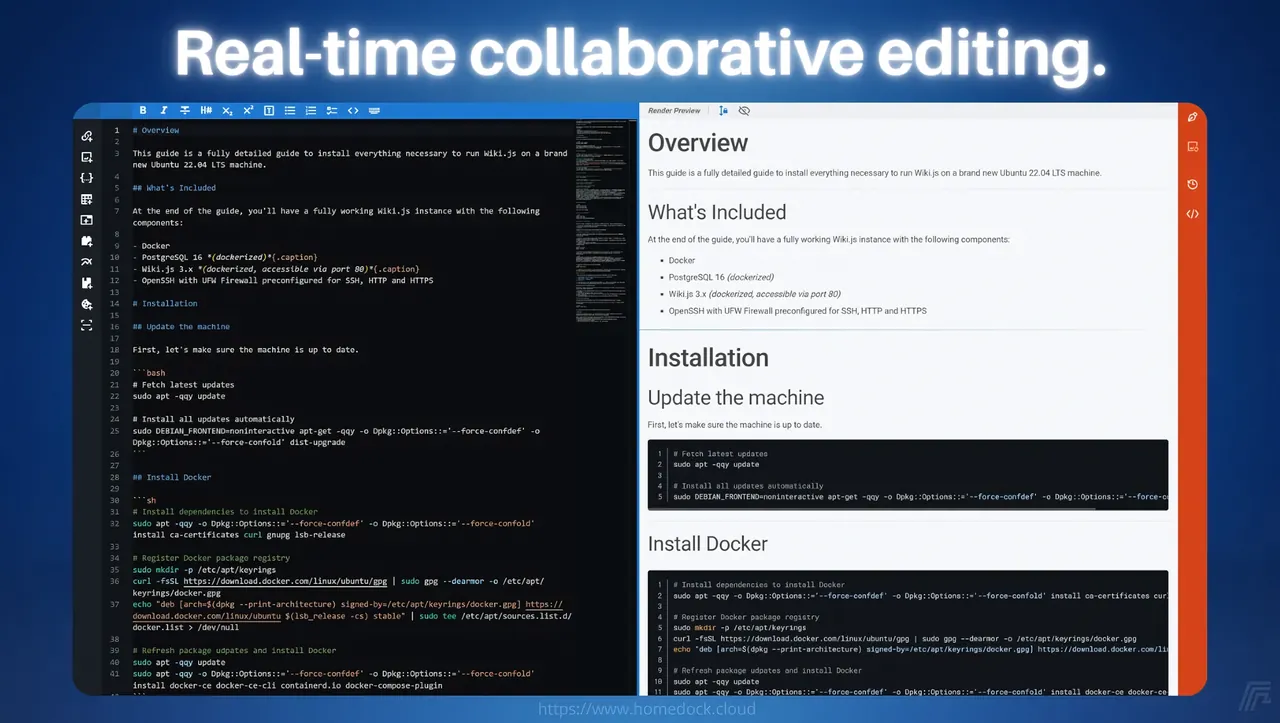 Real-time collaborative editing.
B I H# X₂ X²
1 # Overview
2
3 This guide is a fully detailed guide to install everything necessary to run Wiki.js on a brand
new Ubuntu 22.04 LTS machine.
4
5 ## What's Included
6
7 At the end of the guide, you'll have a fully working Wiki.js instance with the following
components:
8
9 - Docker
10 - PostgreSQL 16 *(dockerized)*{.caption}
11 - Wiki.js 3.x *(dockerized, accessible via port 80)*{.caption}
12 - OpenSSH with UFW Firewall preconfigured for SSH, HTTP and HTTPS
13
14 # Installation
15
16 ## Update the machine
17
18 First, let's make sure the machine is up to date.
19
20 ```bash
21 # Fetch latest updates
22 sudo apt -qqy update
23
24 # Install all updates automatically
25 sudo DEBIAN_FRONTEND=noninteractive apt-get -qqy -o Dpkg::Options::='--force-confdef' -o
Dpkg::Options::='--force-confold' dist-upgrade
26 ```
27
28 ## Install Docker
29
30 ```sh
31 # Install dependencies to install Docker
32 sudo apt -qqy -o Dpkg::Options::='--force-confdef' -o Dpkg::Options::='--force-confold'
install ca-certificates curl gnupg lsb-release
33
34 # Register Docker package registry
35 sudo mkdir -p /etc/apt/keyrings
36 curl -fsSL https://download.docker.com/linux/ubuntu/gpg | sudo gpg --dearmor -o /etc/apt/
keyrings/docker.gpg
37 echo "deb [arch=$(dpkg --print-architecture) signed-by=/etc/apt/keyrings/docker.gpg] https://
download.docker.com/linux/ubuntu $(lsb_release -cs) stable" | sudo tee /etc/apt/sources.list.d/
docker.list > /dev/null
38
39 # Refresh package udpates and install Docker
40 sudo apt -qqy update
41 sudo apt -qqy -o Dpkg::Options::='--force-confdef' -o Dpkg::Options::='--force-confold'
install docker-ce docker-ce-cli containerd.io docker-compose-plugin
Render Preview
Overview
This guide is a fully detailed guide to install everything necessary to run Wiki.js on a brand new Ubuntu 22.04 LTS machine.
What's Included
At the end of the guide, you'll have a fully working Wiki.js instance with the following components:
• Docker
• PostgreSQL 16 (dockerized)
• Wiki.js 3.x (dockerized, accessible via port 80)
• OpenSSH with UFW Firewall preconfigured for SSH, HTTP and HTTPS
Installation
Update the machine
First, let's make sure the machine is up to date.
1 # Fetch latest updates
2 sudo apt -qqy update
3
4 # Install all updates automatically
5 sudo DEBIAN_FRONTEND=noninteractive apt-get -qqy -o Dpkg::Options::='--force-confdef' -o Dpkg::Options::='--force-co
Install Docker
1 # Install dependencies to install Docker
2 sudo apt -qqy -o Dpkg::Options::='--force-confdef' -o Dpkg::Options::='--force-confold' install ca-certificates cur
3
4 # Register Docker package registry
5 sudo mkdir -p /etc/apt/keyrings
6 curl -fsSL https://download.docker.com/linux/ubuntu/gpg | sudo gpg --dearmor -o /etc/apt/keyrings/docker.gpg
7 echo "deb [arch=$(dpkg --print-architecture) signed-by=/etc/apt/keyrings/docker.gpg] https://download.docker.com/li
8
9 # Refresh package udpates and install Docker
10 sudo apt -qqy update
11 sudo apt -qqy -o Dpkg::Options::='--force-confdef' -o Dpkg::Options::='--force-confold' install docker-ce docker-ce
https://www.homedock.cloud